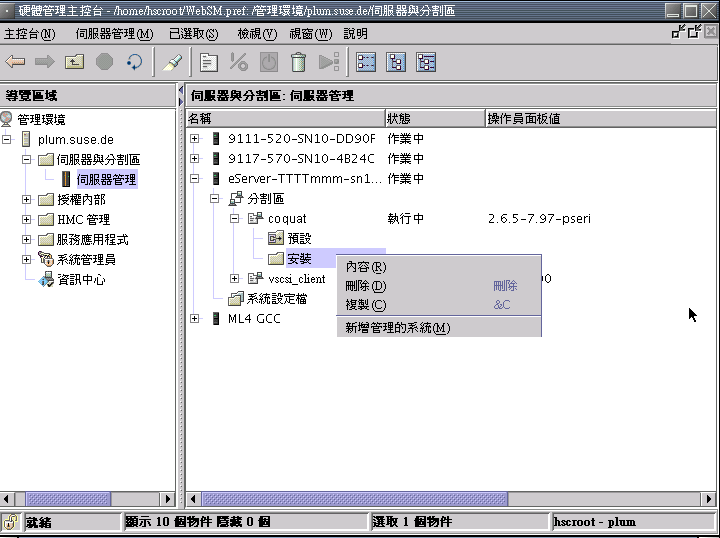 硬體管理主控台 - /home/hscroot/WebSM.pref: /管理環境/plum.suse.de/伺服器與分割區
主控台(N) 伺服器管理(M) 已選取(S) 檢視(V) 視窗(W) 說明
導覽區域
管理環境
plum.suse.de
伺服器與分割區
伺服器管理
授權內部
HMC 管理
服務應用程式
系統管理員
資訊中心
伺服器與分割區: 伺服器管理
名稱 狀態 操作員面板值
9111-520-SN10-DD90F 作業中
9117-570-SN10-4B24C 作業中
eServer-TTTTmmm-sn1... 作業中
分割區
coquat 執行中 2.6.5-7.97-pseri
預設
安裝
vscsi_client
系統設定檔
ML4 GCC
內容(R)
刪除(D) 刪除
複製(C) &C
新增管理的系統(M)
就緒 顯示 10 個物件 隱藏 0 個 選取 1 個物件 hscroot - plum